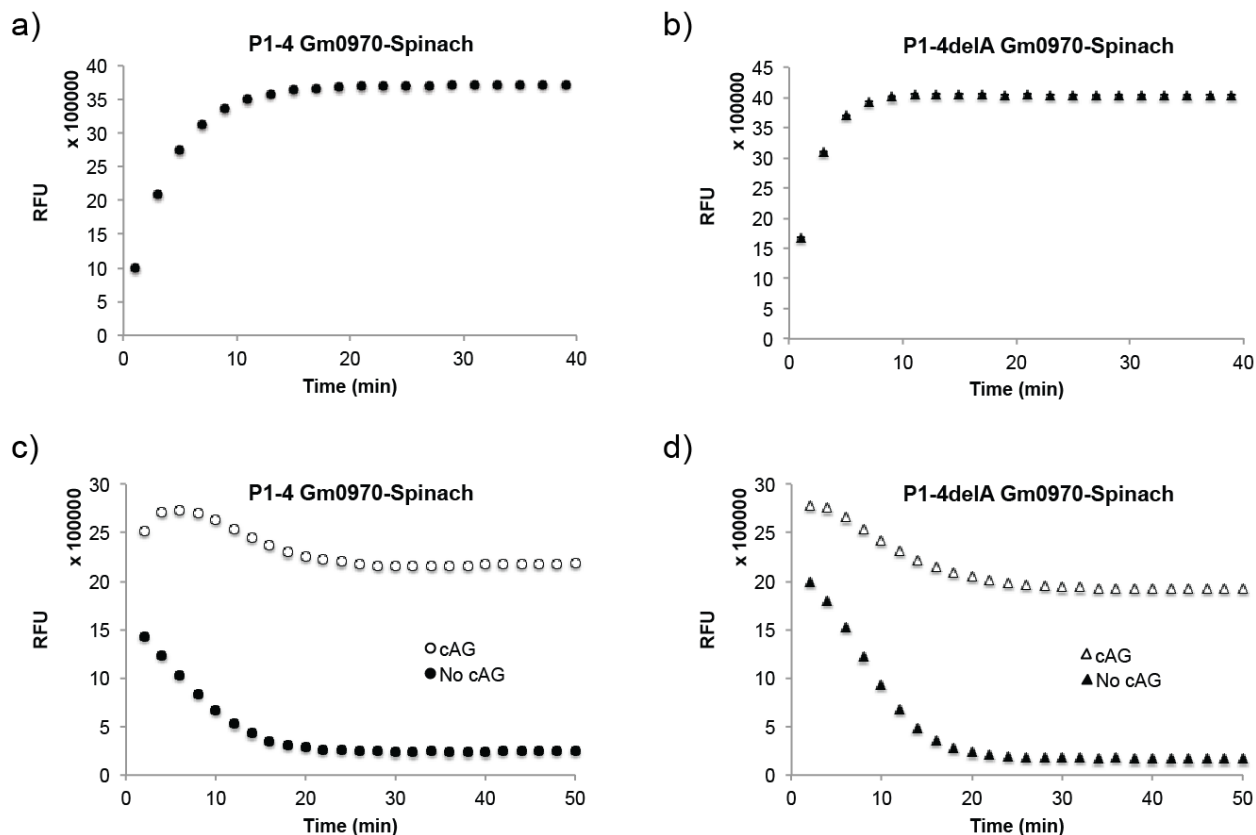 a)
P1-4 Gm0970-Spinach
x 100000
RFU
40
35
30
25
20
15
10
5
0
0 10 20 30 40
Time (min)
b)
P1-4delA Gm0970-Spinach
x 100000
RFU
45
40
35
30
25
20
15
10
5
0
0 10 20 30 40
Time (min)
c)
P1-4 Gm0970-Spinach
x 100000
RFU
30
25
20
15
10
5
0
cAG
No cAG
0 10 20 30 40 50
Time (min)
d)
P1-4delA Gm0970-Spinach
x 100000
RFU
30
25
20
15
10
5
0
cAG
No cAG
0 10 20 30 40 50
Time (min)